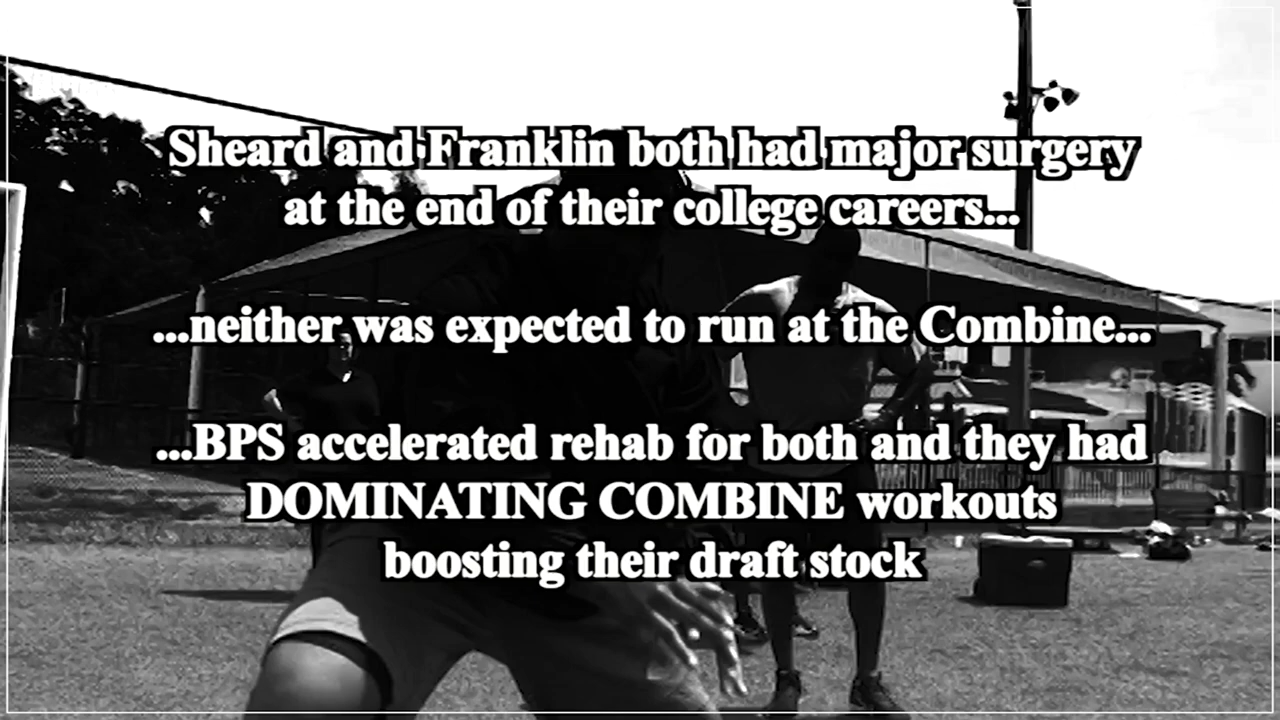 Sheard and Franklin both had major surgery
at the end of their college careers...
...neither was expected to run at the Combine...
...BPS accelerated rehab for both and they had
DOMINATING COMBINE workouts
boosting their draft stock